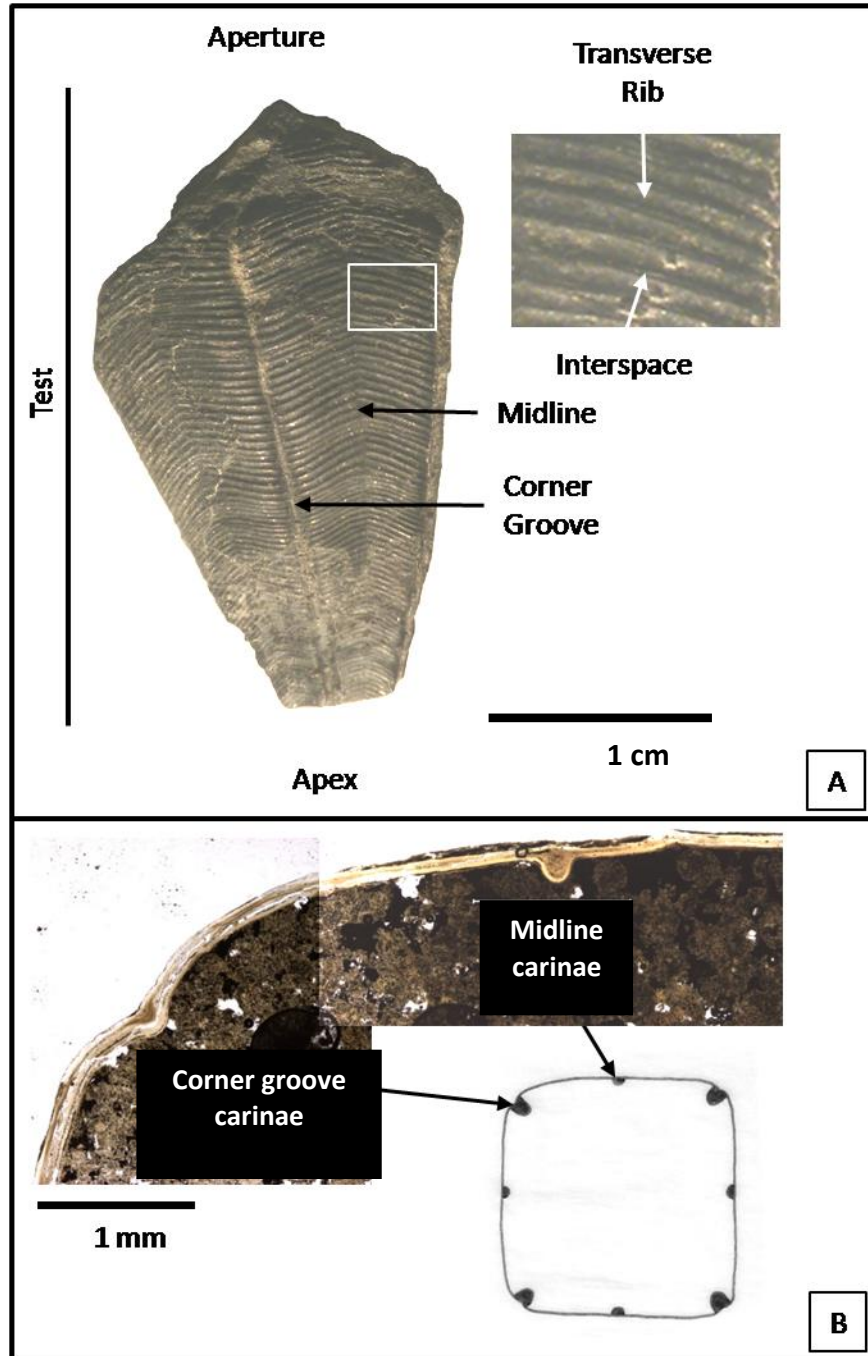 Aperture
Transverse
Rib
Test
Interspace
Midline
Corner
Groove
1 cm
Apex
A
Midline
carinae
Corner groove
carinae
1 mm
B